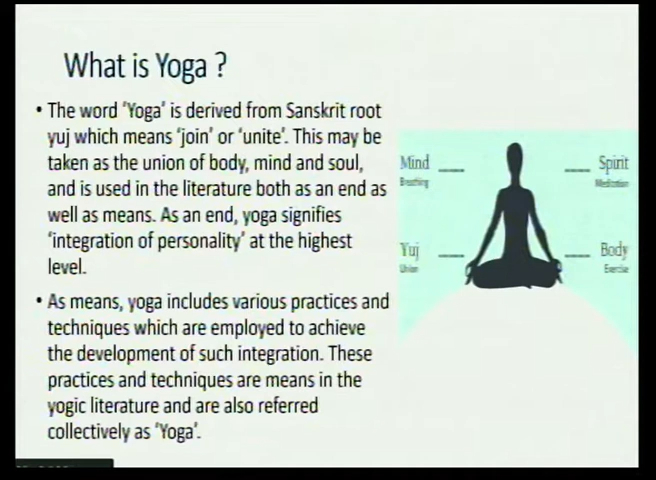 What is Yoga ?
• The word 'Yoga' is derived from Sanskrit root
yuj which means 'join' or 'unite'. This may be
taken as the union of body, mind and soul,
and is used in the literature both as an end as
well as means. As an end, yoga signifies
'integration of personality' at the highest
level.
• As means, yoga includes various practices and
techniques which are employed to achieve
the development of such integration. These
practices and techniques are means in the
yogic literature and are also referred
collectively as 'Yoga'.
Mind
Breathing
Spirit
Meditation
Yuj
Union
Body
Exercise